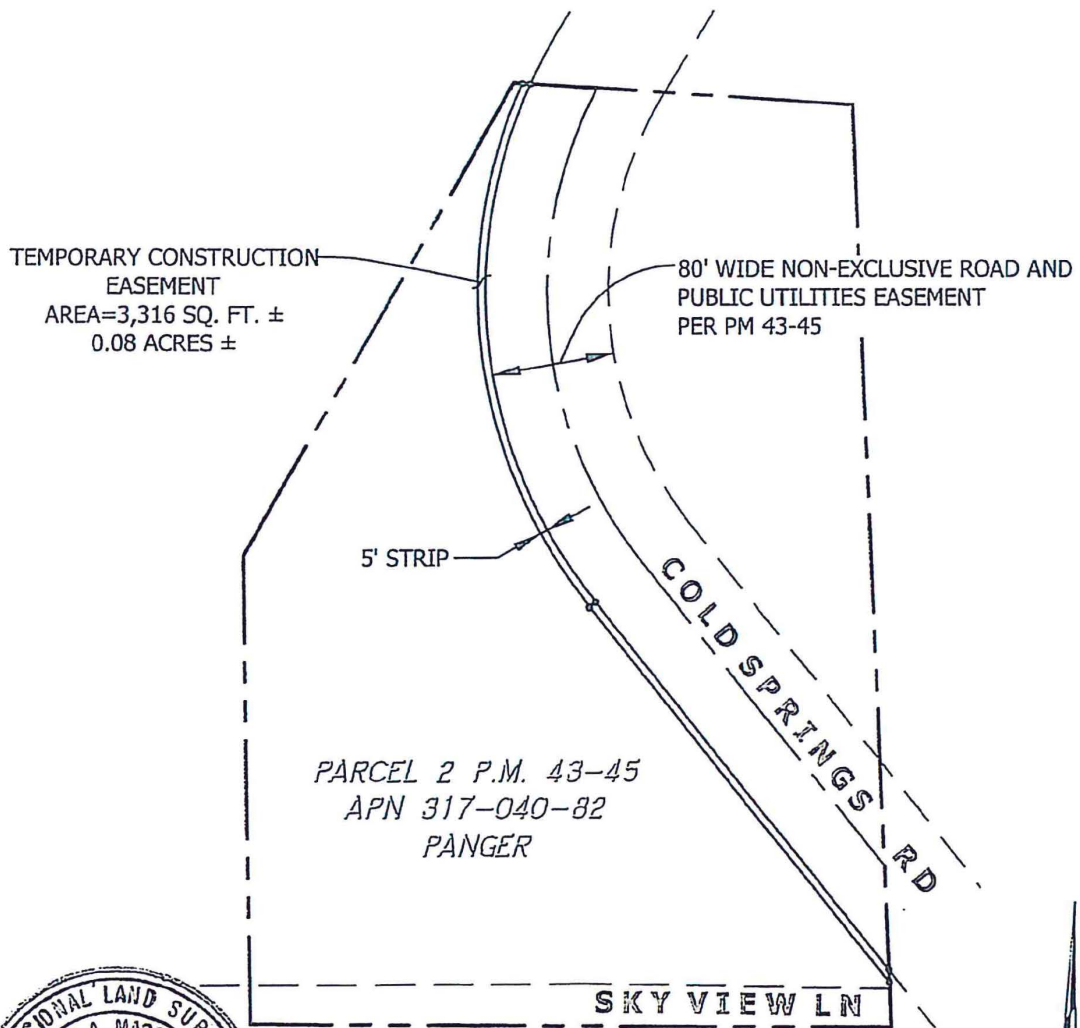 TEMPORARY CONSTRUCTION
EASEMENT
AREA=3,316 SQ. FT. ±
0.08 ACRES ±
80' WIDE NON-EXCLUSIVE ROAD AND
PUBLIC UTILITIES EASEMENT
PER PM 43-45
5' STRIP
COLD SPRINGS RD
PARCEL 2 P.M. 43-45
APN 317-040-82
PANGER
SKY VIEW LN
LAND